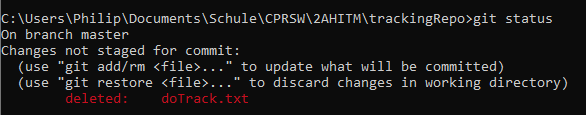 C:\Users\Philip\Documents\Schule\CPRSW\2AHITM\trackingRepo>git status
On branch master
Changes not staged for commit:
  (use "git add/rm <file>..." to update what will be committed)
  (use "git restore <file>..." to discard changes in working directory)
        deleted:    doTrack.txt